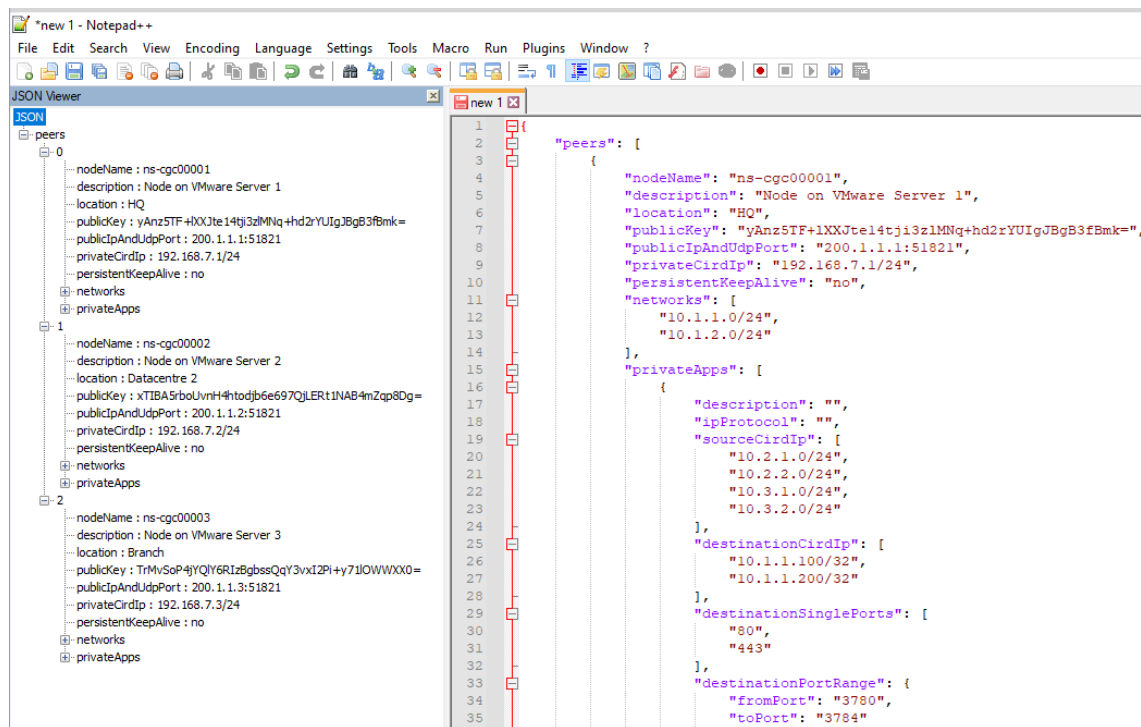 *new 1 - Notepad++
File Edit Search View Encoding Language Settings Tools Macro Run Plugins Window ?
JSON Viewer
JSON
peers
0
nodeName : ns-cgc00001
description : Node on VMware Server 1
location : HQ
publicKey : yAnz5TF+lXXJte14tji3zlMNq+hd2rYUIgJBgB3fBmk=
publicIpAndUdpPort : 200.1.1.1:51821
privateCirdIp : 192.168.7.1/24
persistentKeepAlive : no
networks
privateApps
1
nodeName : ns-cgc00002
description : Node on VMware Server 2
location : Datacentre 2
publicKey : xTIBA5rboUvnH4htodjb6e697QjLERt1NAB4mZqp8Dg=
publicIpAndUdpPort : 200.1.1.2:51821
privateCirdIp : 192.168.7.2/24
persistentKeepAlive : no
networks
privateApps
2
nodeName : ns-cgc00003
description : Node on VMware Server 3
location : Branch
publicKey : TrMvSoP4jYQlY6RIzBgbssQqY3vxI2Pi+y71lOWWXX0=
publicIpAndUdpPort : 200.1.1.3:51821
privateCirdIp : 192.168.7.3/24
persistentKeepAlive : no
networks
privateApps
new 1
1 {
2 "peers": [
3 {
4 "nodeName": "ns-cgc00001",
5 "description": "Node on VMware Server 1",
6 "location": "HQ",
7 "publicKey": "yAnz5TF+lXXJte14tji3zlMNq+hd2rYUIgJBgB3fBmk=",
8 "publicIpAndUdpPort": "200.1.1.1:51821",
9 "privateCirdIp": "192.168.7.1/24",
10 "persistentKeepAlive": "no",
11 "networks": [
12 "10.1.1.0/24",
13 "10.1.2.0/24"
14 ],
15 "privateApps": [
16 {
17 "description": "",
18 "ipProtocol": "",
19 "sourceCirdIp": [
20 "10.2.1.0/24",
21 "10.2.2.0/24",
22 "10.3.1.0/24",
23 "10.3.2.0/24"
24 ],
25 "destinationCirdIp": [
26 "10.1.1.100/32",
27 "10.1.1.200/32"
28 ],
29 "destinationSinglePorts": [
30 "80",
31 "443"
32 ],
33 "destinationPortRange": {
34 "fromPort": "3780",
35 "toPort": "3784"